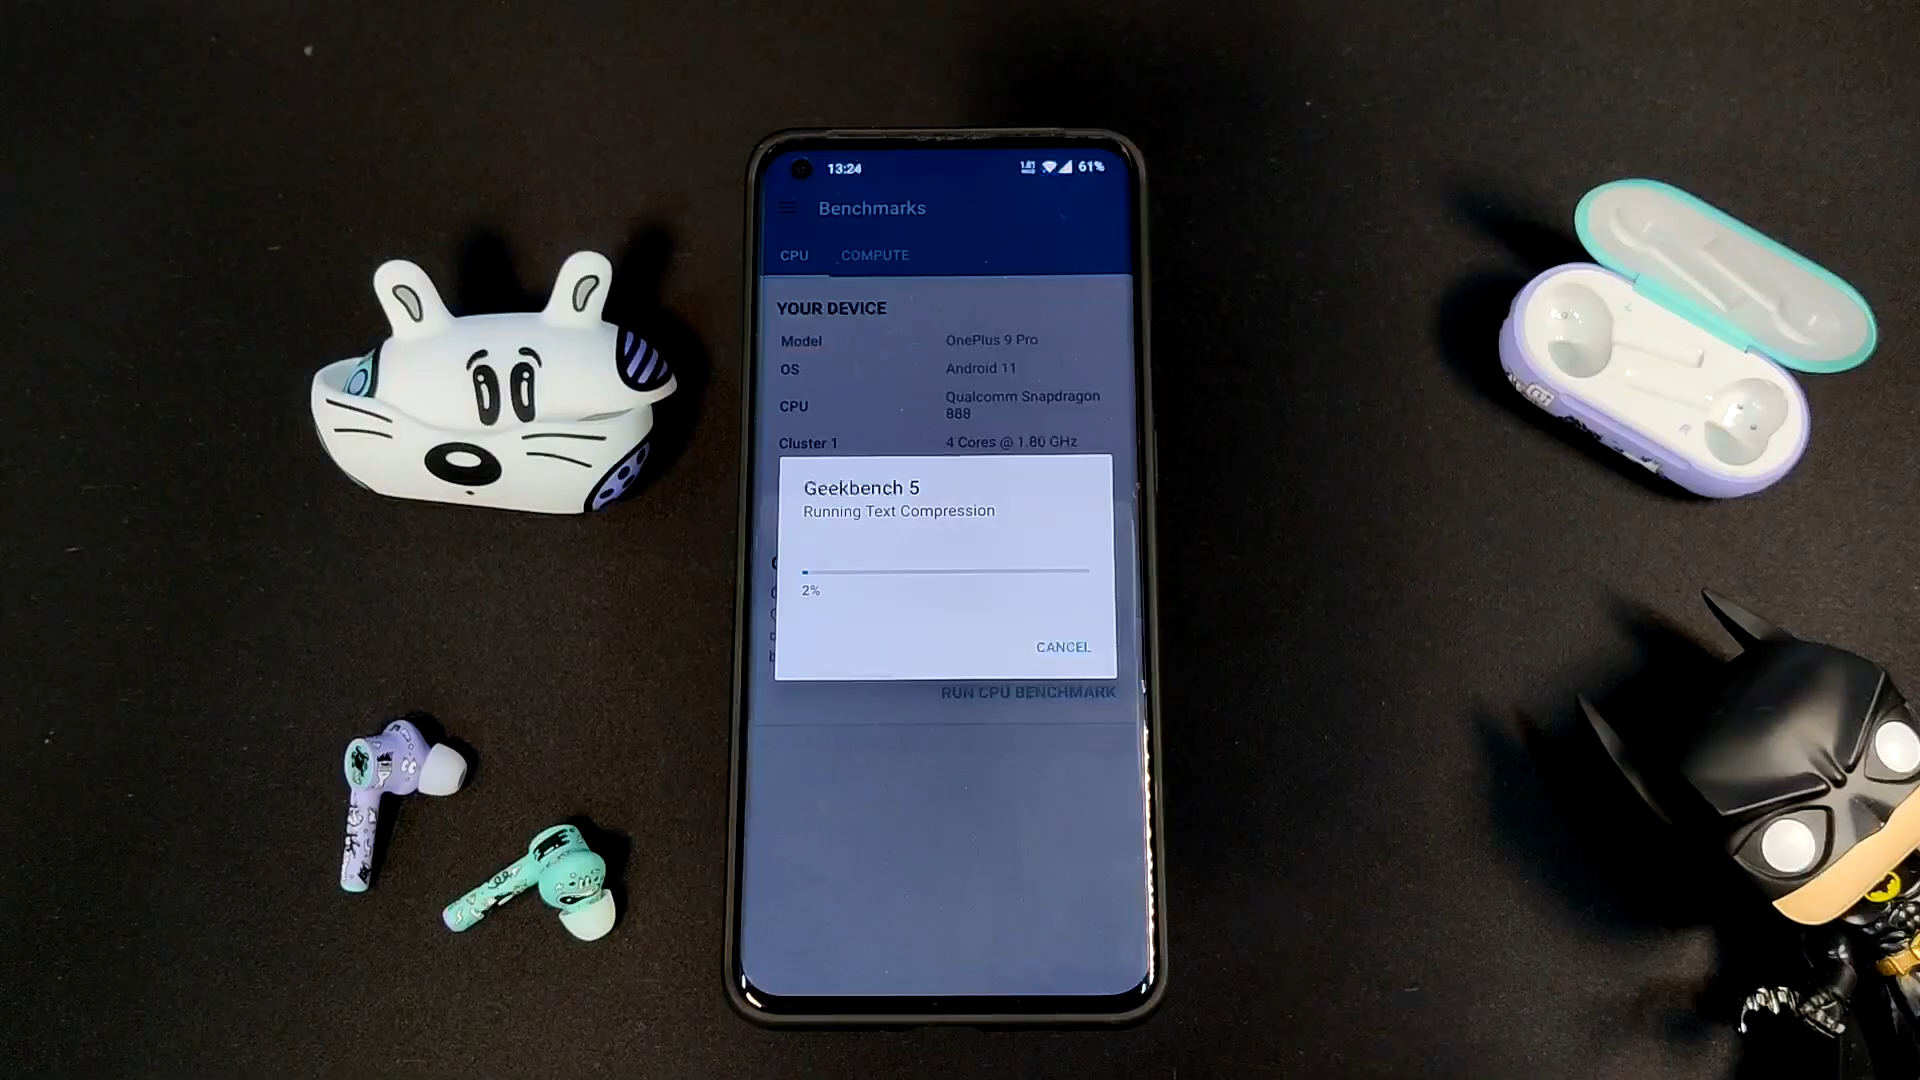 13:24
61%
Benchmarks
CPU COMPUTE
YOUR DEVICE
Model OnePlus 9 Pro
OS Android 11
CPU Qualcomm Snapdragon
888
Cluster 1 4 Cores @ 1.80 GHz
Geekbench 5
Running Text Compression
2%
CANCEL
RUN CPU BENCHMARK